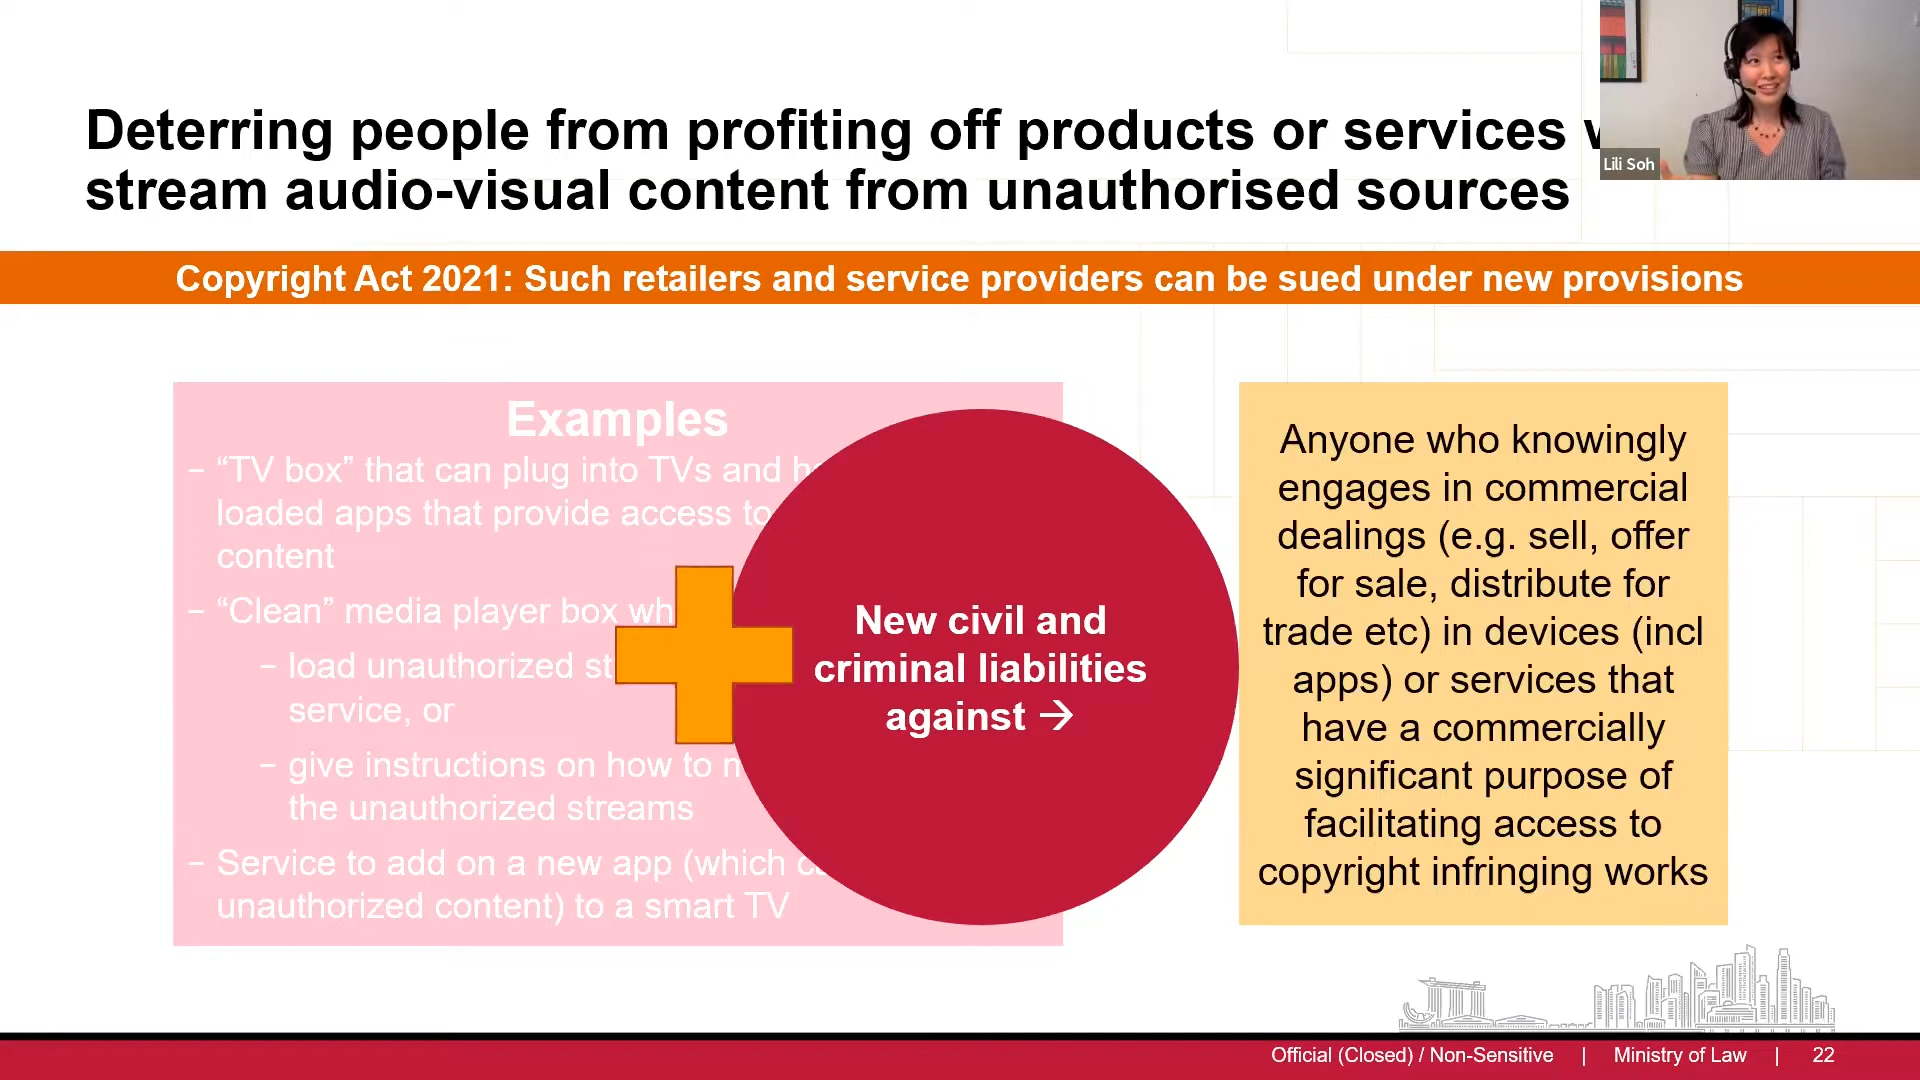 Deterring people from profiting off products or services
stream audio-visual content from unauthorised sources
Lili Soh
Copyright Act 2021: Such retailers and service providers can be sued under new provisions
Examples
– “TV box” that can plug into TVs and
loaded apps that provide access to
content
– “Clean” media player box
– load unauthorized
service, or
– give instructions on how to
the unauthorized streams
– Service to add on a new app (which
unauthorized content) to a smart TV
New civil and
criminal liabilities
against →
Anyone who knowingly
engages in commercial
dealings (e.g. sell, offer
for sale, distribute for
trade etc) in devices (incl
apps) or services that
have a commercially
significant purpose of
facilitating access to
copyright infringing works
Official (Closed) / Non-Sensitive | Ministry of Law | 22